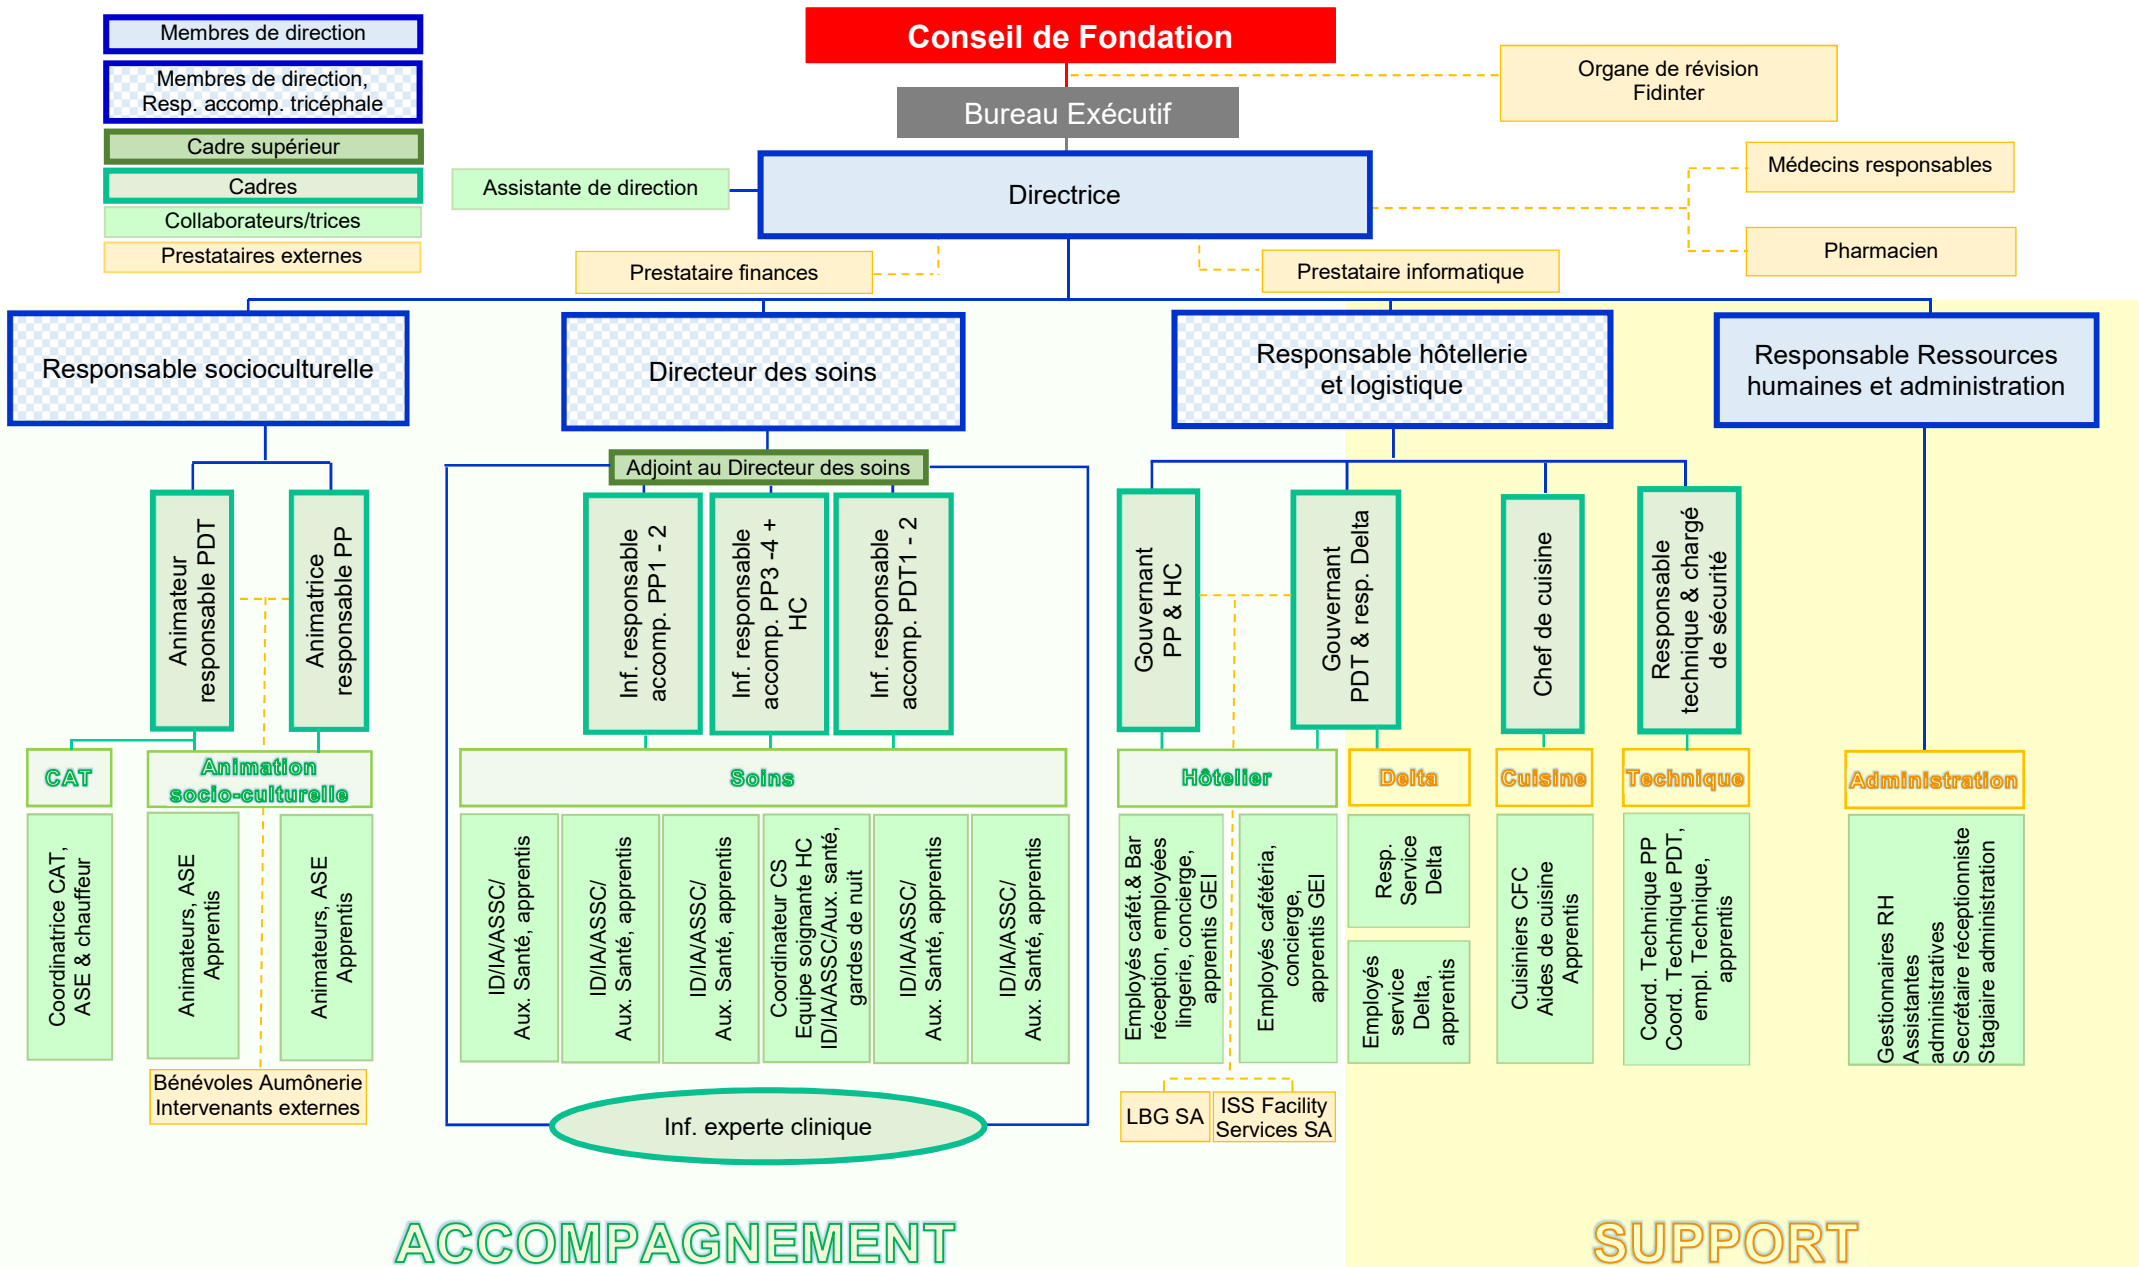 Conseil de Fondation
Membres de direction
Membres de direction,
Resp. accomp. tricéphale
Cadre supérieur
Cadres
Collaborateurs/trices
Prestataires externes
Organe de révision
Fidinter
Bureau Exécutif
Assistante de direction
Directrice
Médecins responsables
Pharmacien
Prestataire finances
Prestataire informatique
Responsable socioculturelle
Directeur des soins
Responsable hôtellerie
et logistique
Responsable Ressources
humaines et administration
Adjoint au Directeur des soins
Animateur
responsable PDT
Animatrice
responsable PP
Inf. responsable
accomp. PP1 - 2
Inf. responsable
accomp. PP3 -4 +
HC
Inf. responsable
accomp. PDT1 - 2
Gouvernant
PP & HC
Gouvernant
PDT & resp. Delta
Chef de cuisine
Responsable
technique & chargé
de sécurité
CAT
Animation
socio-culturelle
Soins
Hôtelier
Delta
Cuisine
Technique
Administration
Coordinatrice CAT,
ASE & chauffeur
Animateurs, ASE
Apprentis
Animateurs, ASE
Apprentis
ID/IA/ASSC/
Aux. Santé, apprentis
ID/IA/ASSC/
Aux. Santé, apprentis
ID/IA/ASSC/
Aux. Santé, apprentis
Coordinateur CS
Equipe soignante HC
ID/IA/ASSC/Aux. santé,
gardes de nuit
ID/IA/ASSC/
Aux. Santé, apprentis
ID/IA/ASSC/
Aux. Santé, apprentis
Employés cafét.& Bar
réception, employées
lingerie, concierge,
apprentis GEI
Employés cafétéria,
concierge,
apprentis GEI
Resp.
Service
Delta
Employés
service
Delta,
apprentis
Cuisiniers CFC
Aides de cuisine
Apprentis
Coord. Technique PP
Coord. Technique PDT,
empl. Technique,
apprentis
Gestionnaires RH
Assistantes
administratives
Secrétaire réceptionniste
Stagiaire administration
Bénévoles Aumônerie
Intervenants externes
Inf. experte clinique
LBG SA
ISS Facility
Services SA
ACCOMPAGNEMENT
SUPPORT